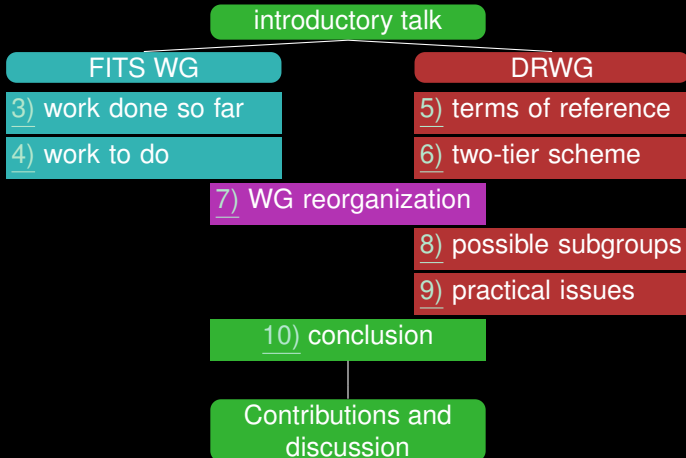 introductory talk
FITS WG
DRWG
3) work done so far
5) terms of reference
4) work to do
6) two-tier scheme
7) WG reorganization
8) possible subgroups
9) practical issues
10) conclusion
Contributions and
discussion